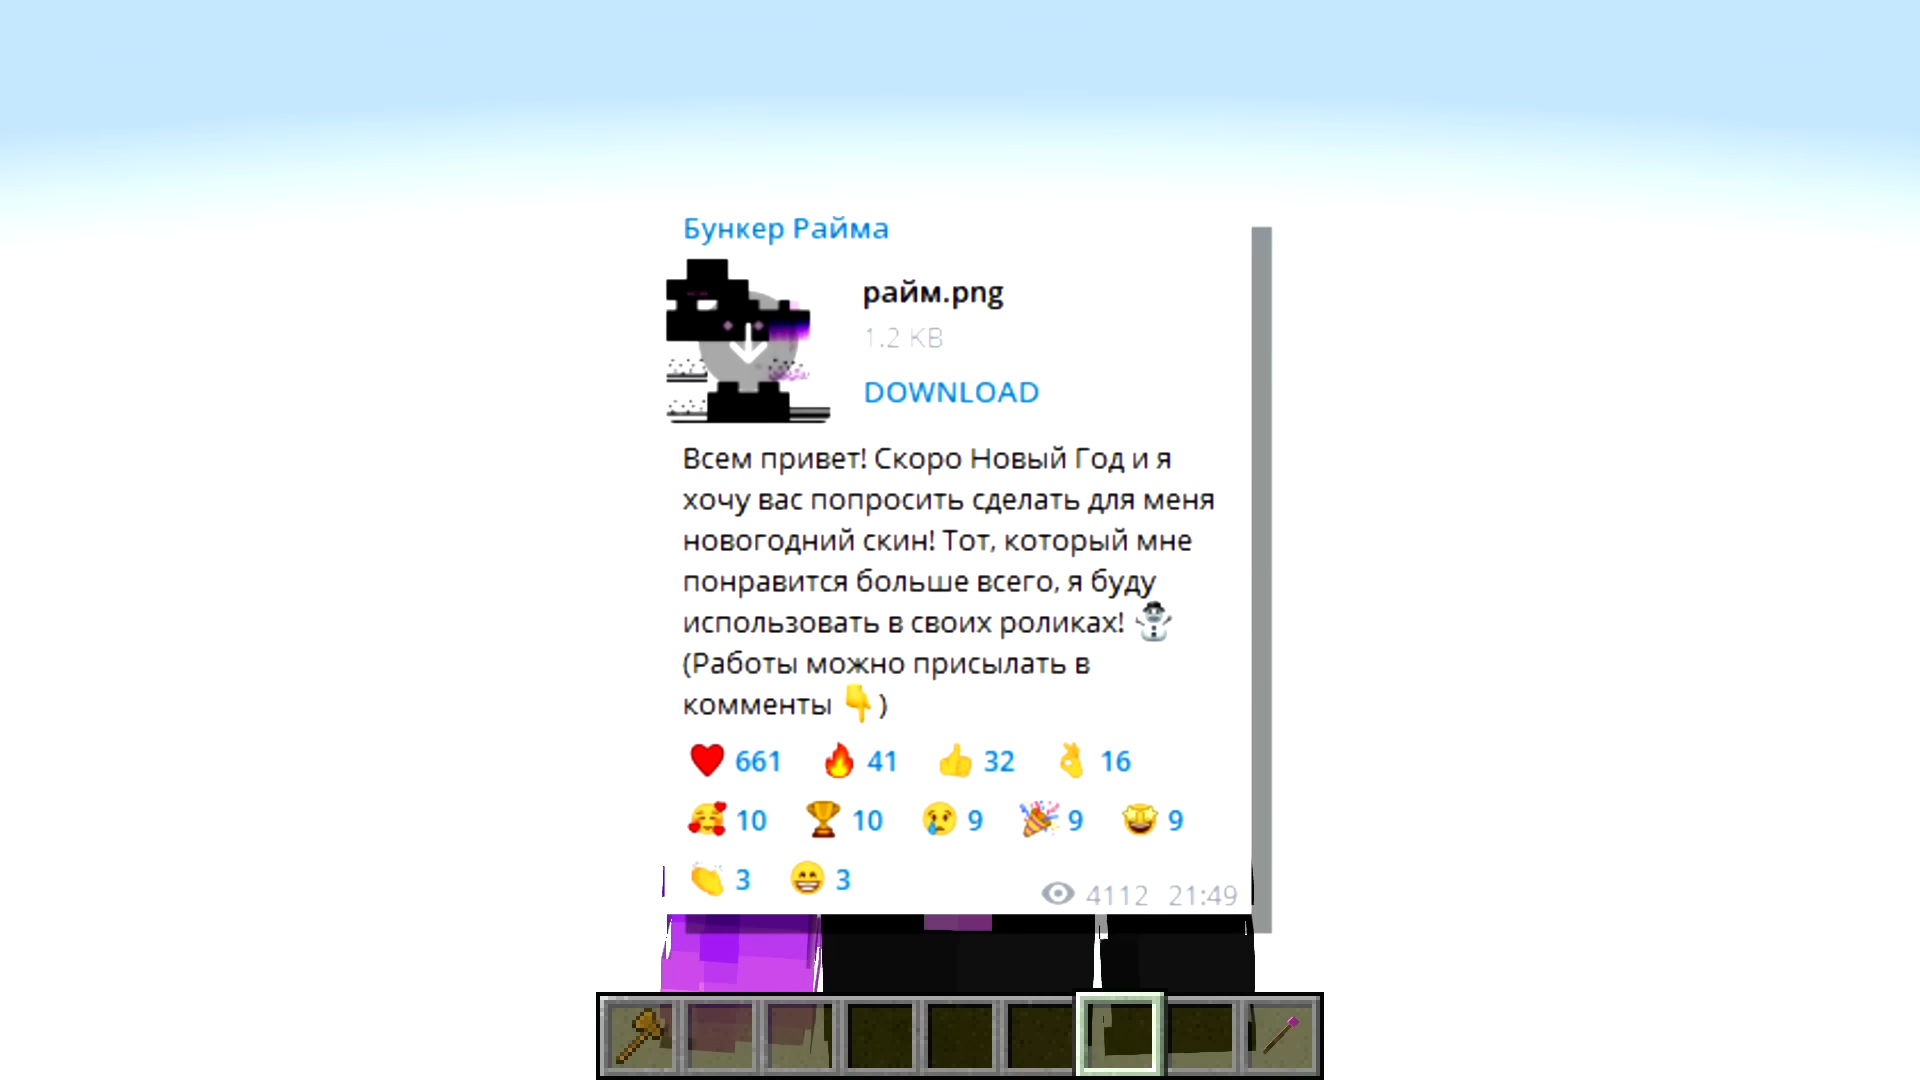 Бункер Райма
райм.png
1.2 KB
DOWNLOAD
Всем привет! Скоро Новый Год и я
хочу вас попросить сделать для меня
новогодний скин! Тот, который мне
понравится больше всего, я буду
использовать в своих роликах! ☃️
(Работы можно присылать в
комменты 👇)
❤️ 661 🔥 41 👍 32 👌 16
🥰 10 🏆 10 😢 9 🎉 9 🤩 9
👏 3 😁 3
4112 21:49